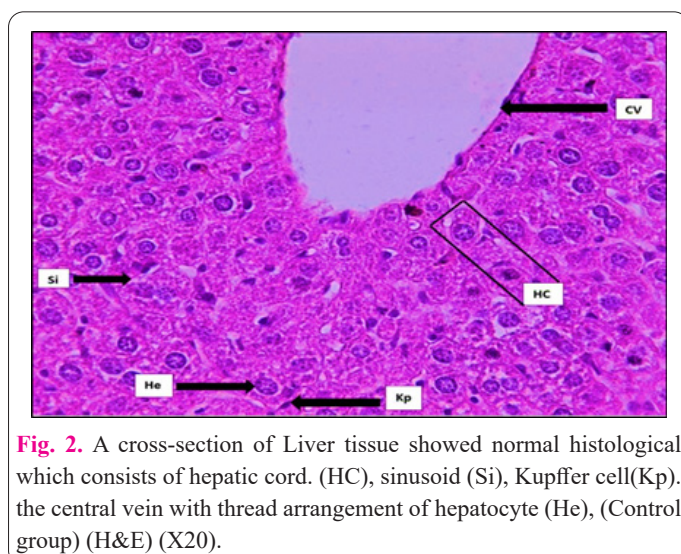 CV
HC
Si
He
Kp
Fig. 2. A cross-section of Liver tissue showed normal histological
which consists of hepatic cord. (HC), sinusoid (Si), Kupffer cell(Kp).
the central vein with thread arrangement of hepatocyte (He), (Control
group) (H&E) (X20).